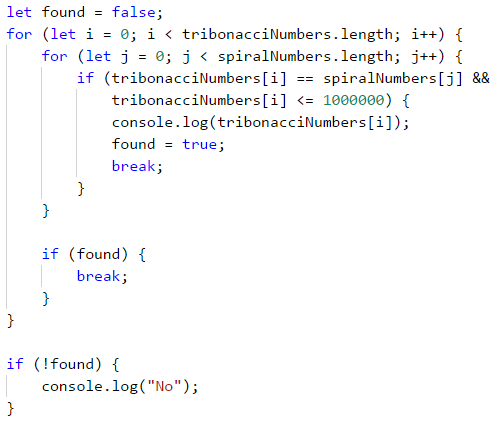 let found = false;
for (let i = 0; i < tribonacciNumbers.length; i++) {
    for (let j = 0; j < spiralNumbers.length; j++) {
        if (tribonacciNumbers[i] == spiralNumbers[j] &&
            tribonacciNumbers[i] <= 1000000) {
            console.log(tribonacciNumbers[i]);
            found = true;
            break;
        }
    }

    if (found) {
        break;
    }
}

if (!found) {
    console.log("No");
}